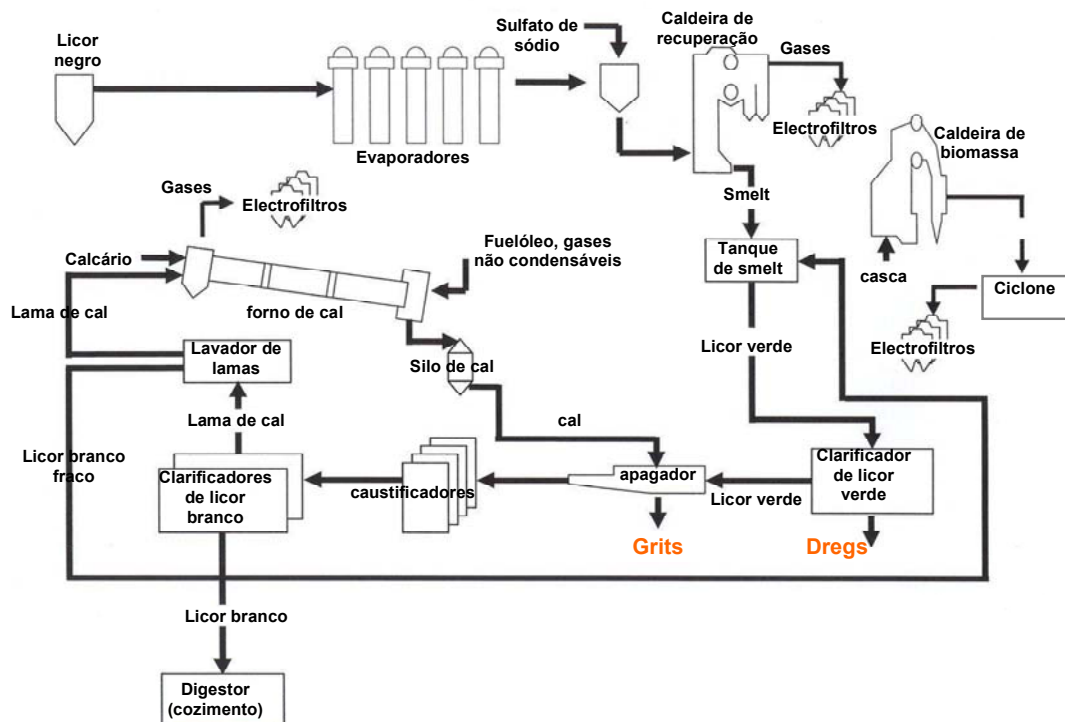 Licor
negro
Evaporadores
Sulfato de
sódio
Caldeira de
recuperação
Gases
Electrofiltros
Caldeira de
biomassa
Smelt
Gases
Electrofiltros
Calcário
Fuelóleo, gases
não condensáveis
Tanque
de smelt
casca
Ciclone
Lama de cal
forno de cal
Electrofiltros
Lavador de
lamas
Silo de cal
Licor verde
Lama de cal
cal
Licor branco
fraco
Clarificadores
de licor
branco
caustificadores
apagador
Licor verde
Clarificador
de licor
verde
Grits
Dregs
Licor branco
Digestor
(cozimento)